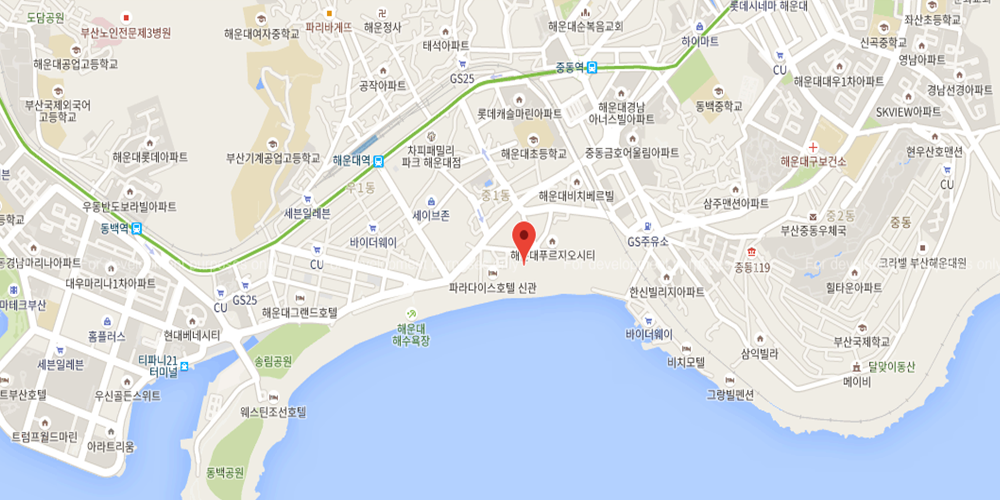 도담공원
부산노인전문제3병원
해운대여자중학교
파리바게뜨
해운정사
태석아파트
해운대순복음교회
롯데시네마 해운대
좌산초등학교
하이마트
신곡중학교
영남아파트
해운대공업고등학교
GS25
중동역
CU
해운대대우1차아파트
경남선경아파트
공작아파트
부산국제외국어
고등학교
롯데캐슬마린아파트
해운대경남
아너스빌아파트
동백중학교
SKVIEW아파트
해운대롯데아파트
부산기계공업고등학교
해운대역
차피패밀리
파크 해운대점
해운대초등학교
중동금호어울림아파트
해운대구보건소
현우산호맨션
CU
우1동
중1동
해운대비치베르빌
삼주맨션아파트
우동반도보라빌아파트
세븐일레븐
세이브존
중2동
중동
부산중동우체국
동백역
바이더웨이
GS주유소
등학교
CU
해운대푸르지오시티
중동119
크라벨 부산해운대원
동경남마리나아파트
대우마리나1차아파트
파라다이스호텔 신관
한신빌리지아파트
힐타운아파트
마테크부산
CU
GS25
해운대그랜드호텔
해운대
해수욕장
홈플러스
현대베네시티
바이더웨이
부산국제학교
삼익빌라
비치모텔
세븐일레븐
티파니21
터미널
송림공원
달맞이동산
메이비
트부산호텔
우신골든스위트
웨스틴조선호텔
그랑빌펜션
트럼프월드마린
아라트리움
동백공원